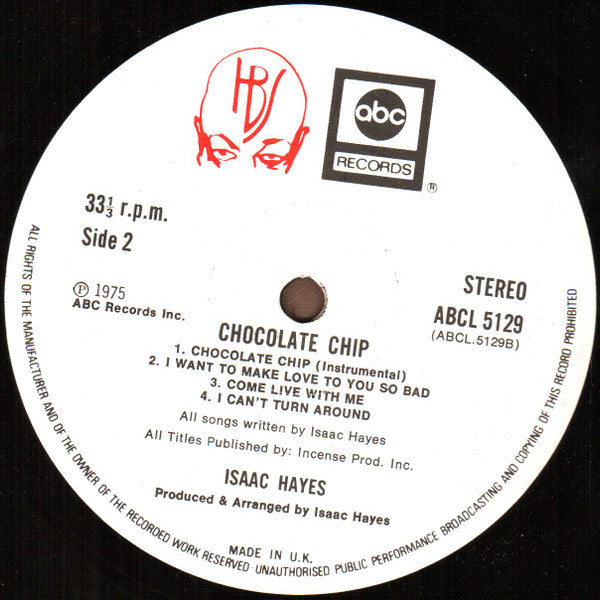 HBS
abc
RECORDS
®
33⅓ r.p.m.
Side 2
STEREO
ABCL 5129
(ABCL.5129B)
Ⓟ 1975
ABC Records Inc.
CHOCOLATE CHIP
1. CHOCOLATE CHIP (Instrumental)
2. I WANT TO MAKE LOVE TO YOU SO BAD
3. COME LIVE WITH ME
4. I CAN'T TURN AROUND
All songs written by Isaac Hayes
All Titles Published by: Incense Prod. Inc.
ISAAC HAYES
Produced & Arranged by Isaac Hayes
MADE IN U.K.
ALL RIGHTS OF THE MANUFACTURER AND OF THE OWNER OF THE RECORDED WORK RESERVED UNAUTHORISED PUBLIC PERFORMANCE BROADCASTING AND COPYING OF THIS RECORD PROHIBITED